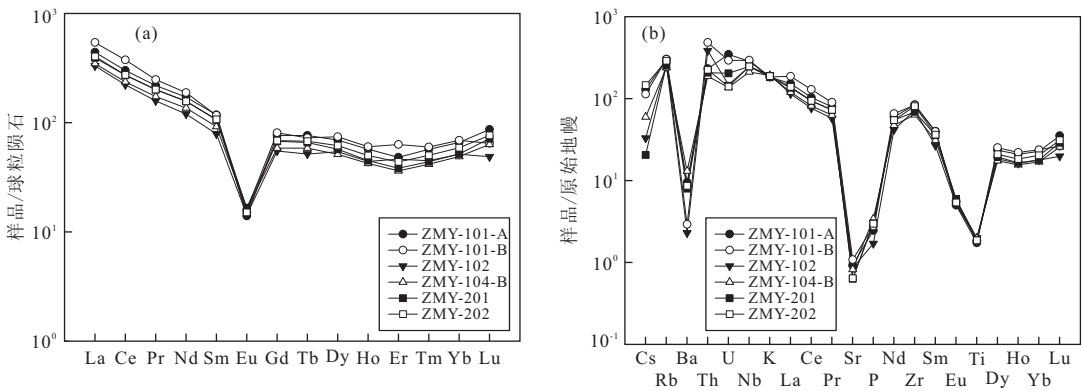 (a)
10³
10²
10¹
10⁰
样品/球粒陨石
La Ce Pr Nd Sm Eu Gd Tb Dy Ho Er Tm Yb Lu
ZMY-101-A
ZMY-101-B
ZMY-102
ZMY-104-B
ZMY-201
ZMY-202
(b)
10³
10²
10¹
10⁰
10⁻¹
样品/原始地幔
Cs Ba U K Ce Sr Nd Sm Ti Ho Lu
Rb Th Nb La Pr P Zr Eu Dy Yb
ZMY-101-A
ZMY-101-B
ZMY-102
ZMY-104-B
ZMY-201
ZMY-202